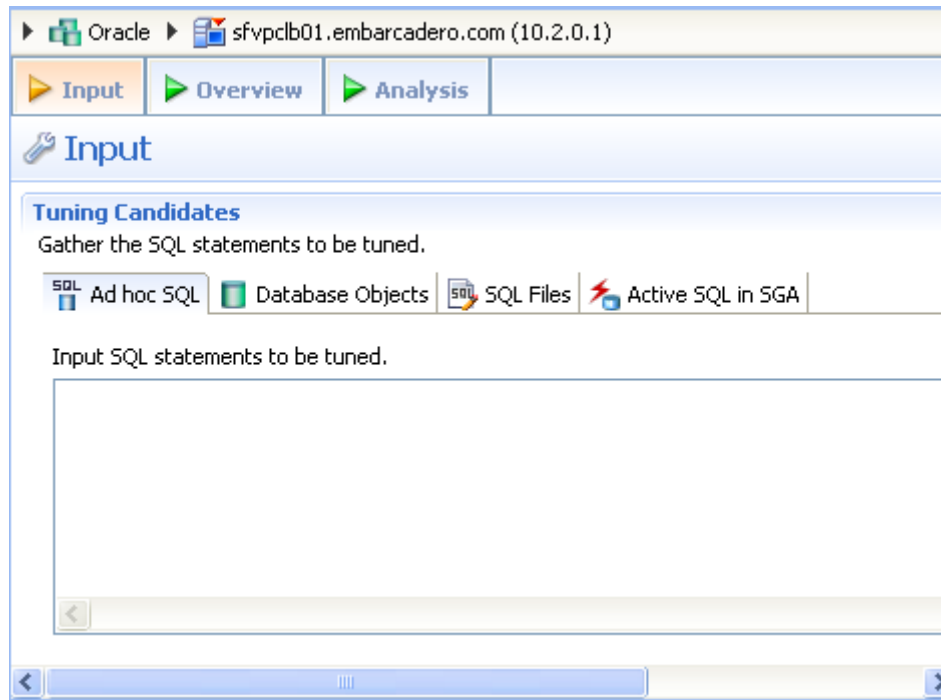 Oracle sfvpclb01.embarcadero.com (10.2.0.1)
Input Overview Analysis
Input
Tuning Candidates
Gather the SQL statements to be tuned.
SQL Ad hoc SQL Database Objects SQL SQL Files Active SQL in SGA
Input SQL statements to be tuned.